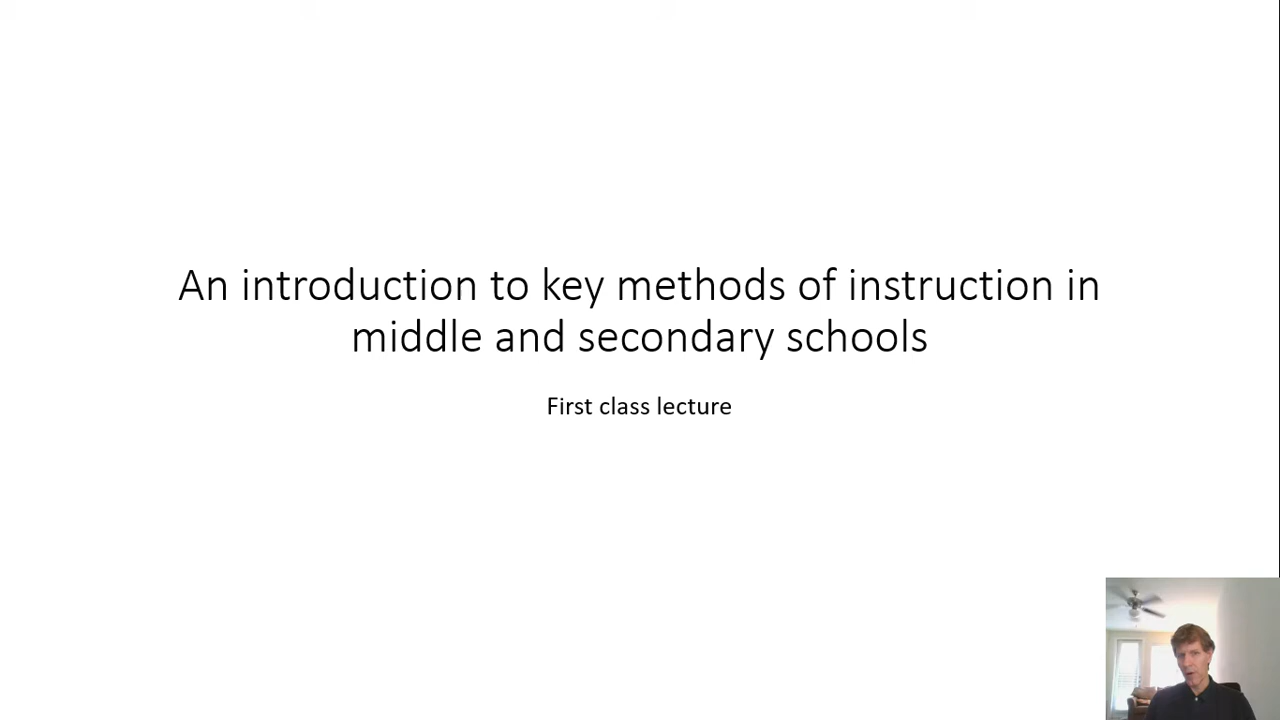 An introduction to key methods of instruction in
middle and secondary schools
First class lecture